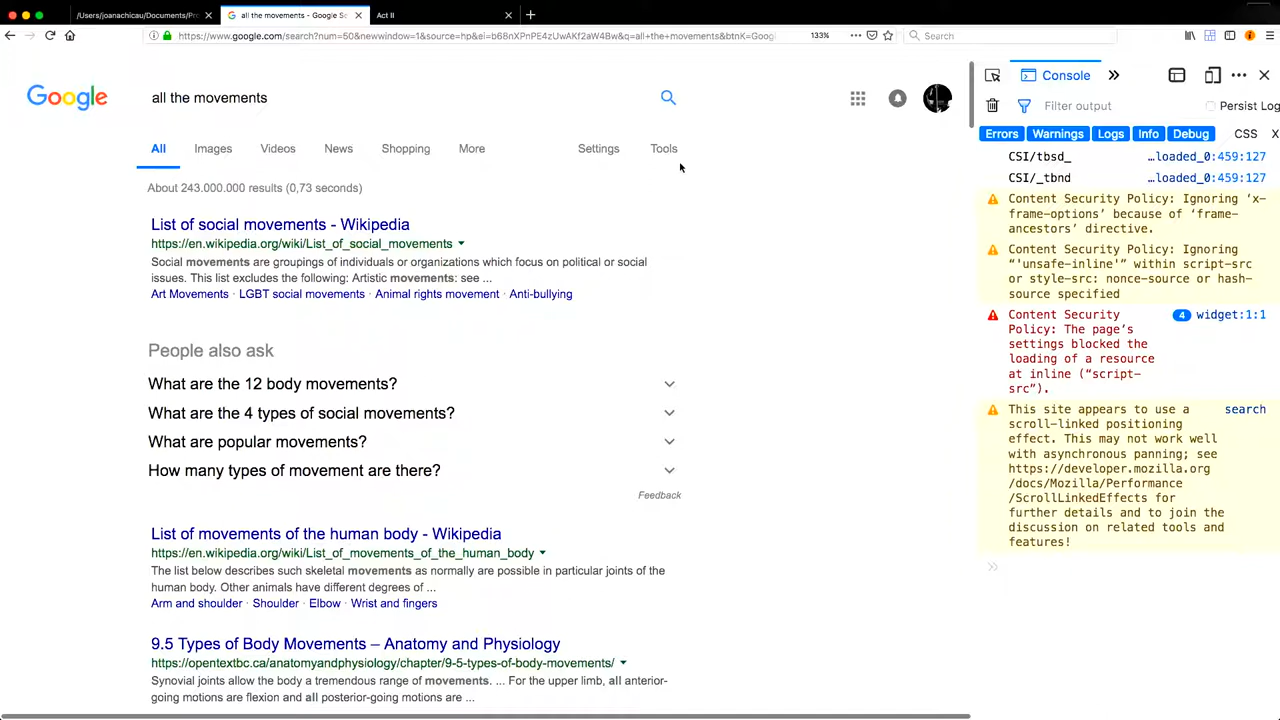 /Users/joanachicau/Documents/Pro
all the movements - Google Se
Act II
https://www.google.com/search?num=50&newwindow=1&source=hp&ei=b68nXPnPE4zUwAKf2aW4Bw&q=all+the+movements&btnK=Goog
133%
Search
Google
all the movements
All Images Videos News Shopping More Settings Tools
About 243.000.000 results (0,73 seconds)
List of social movements - Wikipedia
https://en.wikipedia.org/wiki/List_of_social_movements
Social movements are groupings of individuals or organizations which focus on political or social
issues. This list excludes the following: Artistic movements: see ...
Art Movements · LGBT social movements · Animal rights movement · Anti-bullying
People also ask
What are the 12 body movements?
What are the 4 types of social movements?
What are popular movements?
How many types of movement are there?
Feedback
List of movements of the human body - Wikipedia
https://en.wikipedia.org/wiki/List_of_movements_of_the_human_body
The list below describes such skeletal movements as normally are possible in particular joints of the
human body. Other animals have different degrees of ...
Arm and shoulder · Shoulder · Elbow · Wrist and fingers
9.5 Types of Body Movements – Anatomy and Physiology
https://opentextbc.ca/anatomyandphysiology/chapter/9-5-types-of-body-movements/
Synovial joints allow the body a tremendous range of movements. ... For the upper limb, all anterior-
going motions are flexion and all posterior-going motions are ...
Console
Filter output
Persist Log
Errors Warnings Logs Info Debug CSS X
CSI/tbsd_ …loaded_0:459:127
CSI/_tbnd …loaded_0:459:127
Content Security Policy: Ignoring ‘x-
frame-options’ because of ‘frame-
ancestors’ directive.
Content Security Policy: Ignoring
“'unsafe-inline'” within script-src
or style-src: nonce-source or hash-
source specified
Content Security 4 widget:1:1
Policy: The page’s
settings blocked the
loading of a resource
at inline (“script-
src”).
This site appears to use a search
scroll-linked positioning
effect. This may not work well
with asynchronous panning; see
https://developer.mozilla.org
/docs/Mozilla/Performance
/ScrollLinkedEffects for
further details and to join the
discussion on related tools and
features!